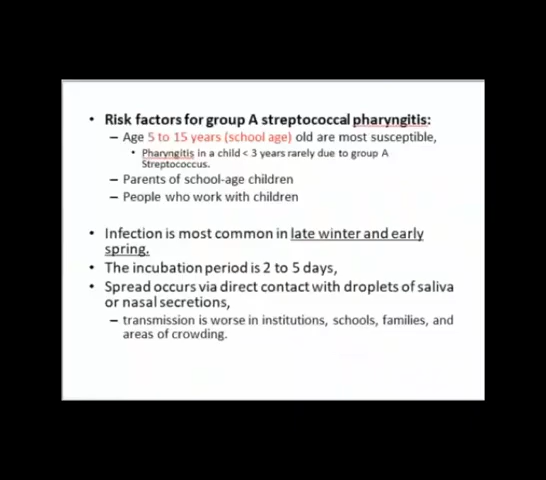 • Risk factors for group A streptococcal pharyngitis:
– Age 5 to 15 years (school age) old are most susceptible,
• Pharyngitis in a child < 3 years rarely due to group A
Streptococcus.
– Parents of school-age children
– People who work with children
• Infection is most common in late winter and early
spring.
• The incubation period is 2 to 5 days,
• Spread occurs via direct contact with droplets of saliva
or nasal secretions,
– transmission is worse in institutions, schools, families, and
areas of crowding.